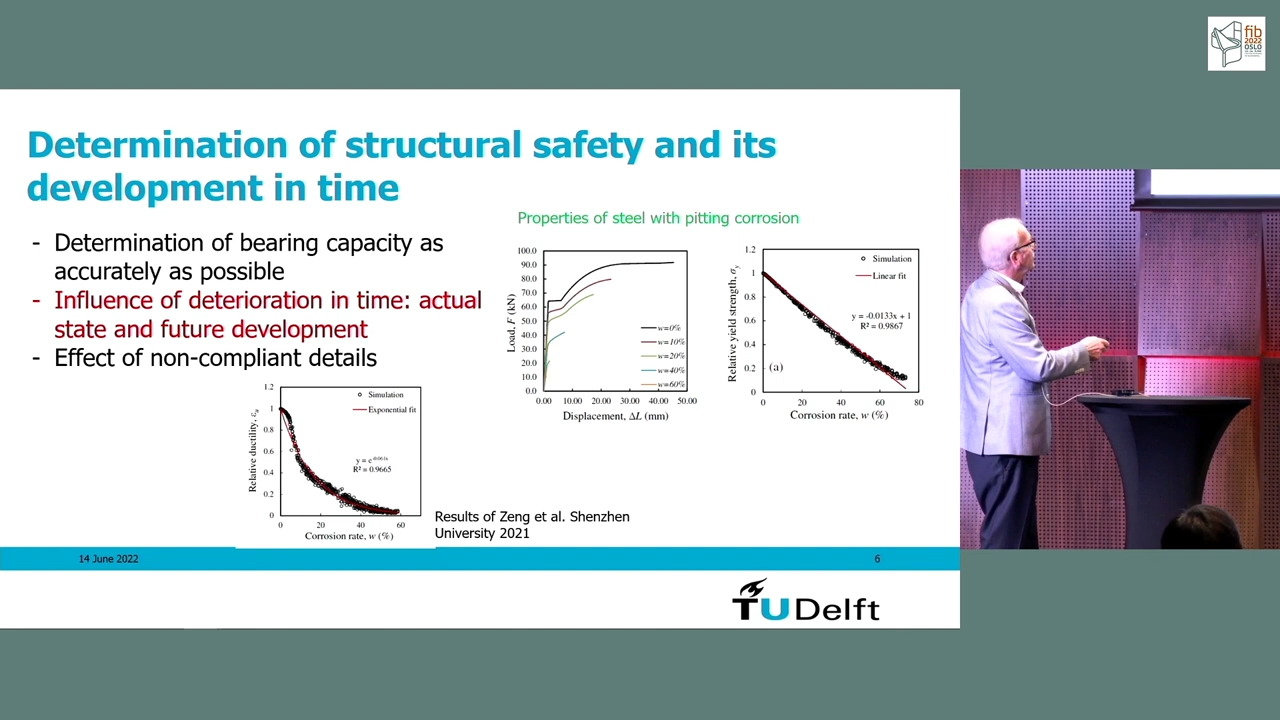 fib
2022
OSLO
Determination of structural safety and its
development in time
- Determination of bearing capacity as
accurately as possible
- Influence of deterioration in time: actual
state and future development
- Effect of non-compliant details
Properties of steel with pitting corrosion
100.0
90.0
80.0
70.0
60.0
50.0
40.0
30.0
20.0
10.0
0.0
Load, F (kN)
w=0%
w=10%
w=20%
w=40%
w=60%
0.00 10.00 20.00 30.00 40.00 50.00
Displacement, ΔL (mm)
1.2
1
0.8
0.6
0.4
0.2
0
Relative yield strength, σy
Simulation
Linear fit
y = -0.0133x + 1
R² = 0.9867
(a)
0 20 40 60 80
Corrosion rate, w (%)
1.2
1
0.8
0.6
0.4
0.2
0
Relative ductility, εu
Simulation
Exponential fit
R² = 0.9665
0 20 40 60
Corrosion rate, w (%)
Results of Zeng et al. Shenzhen
University 2021
14 June 2022
6
TU Delft